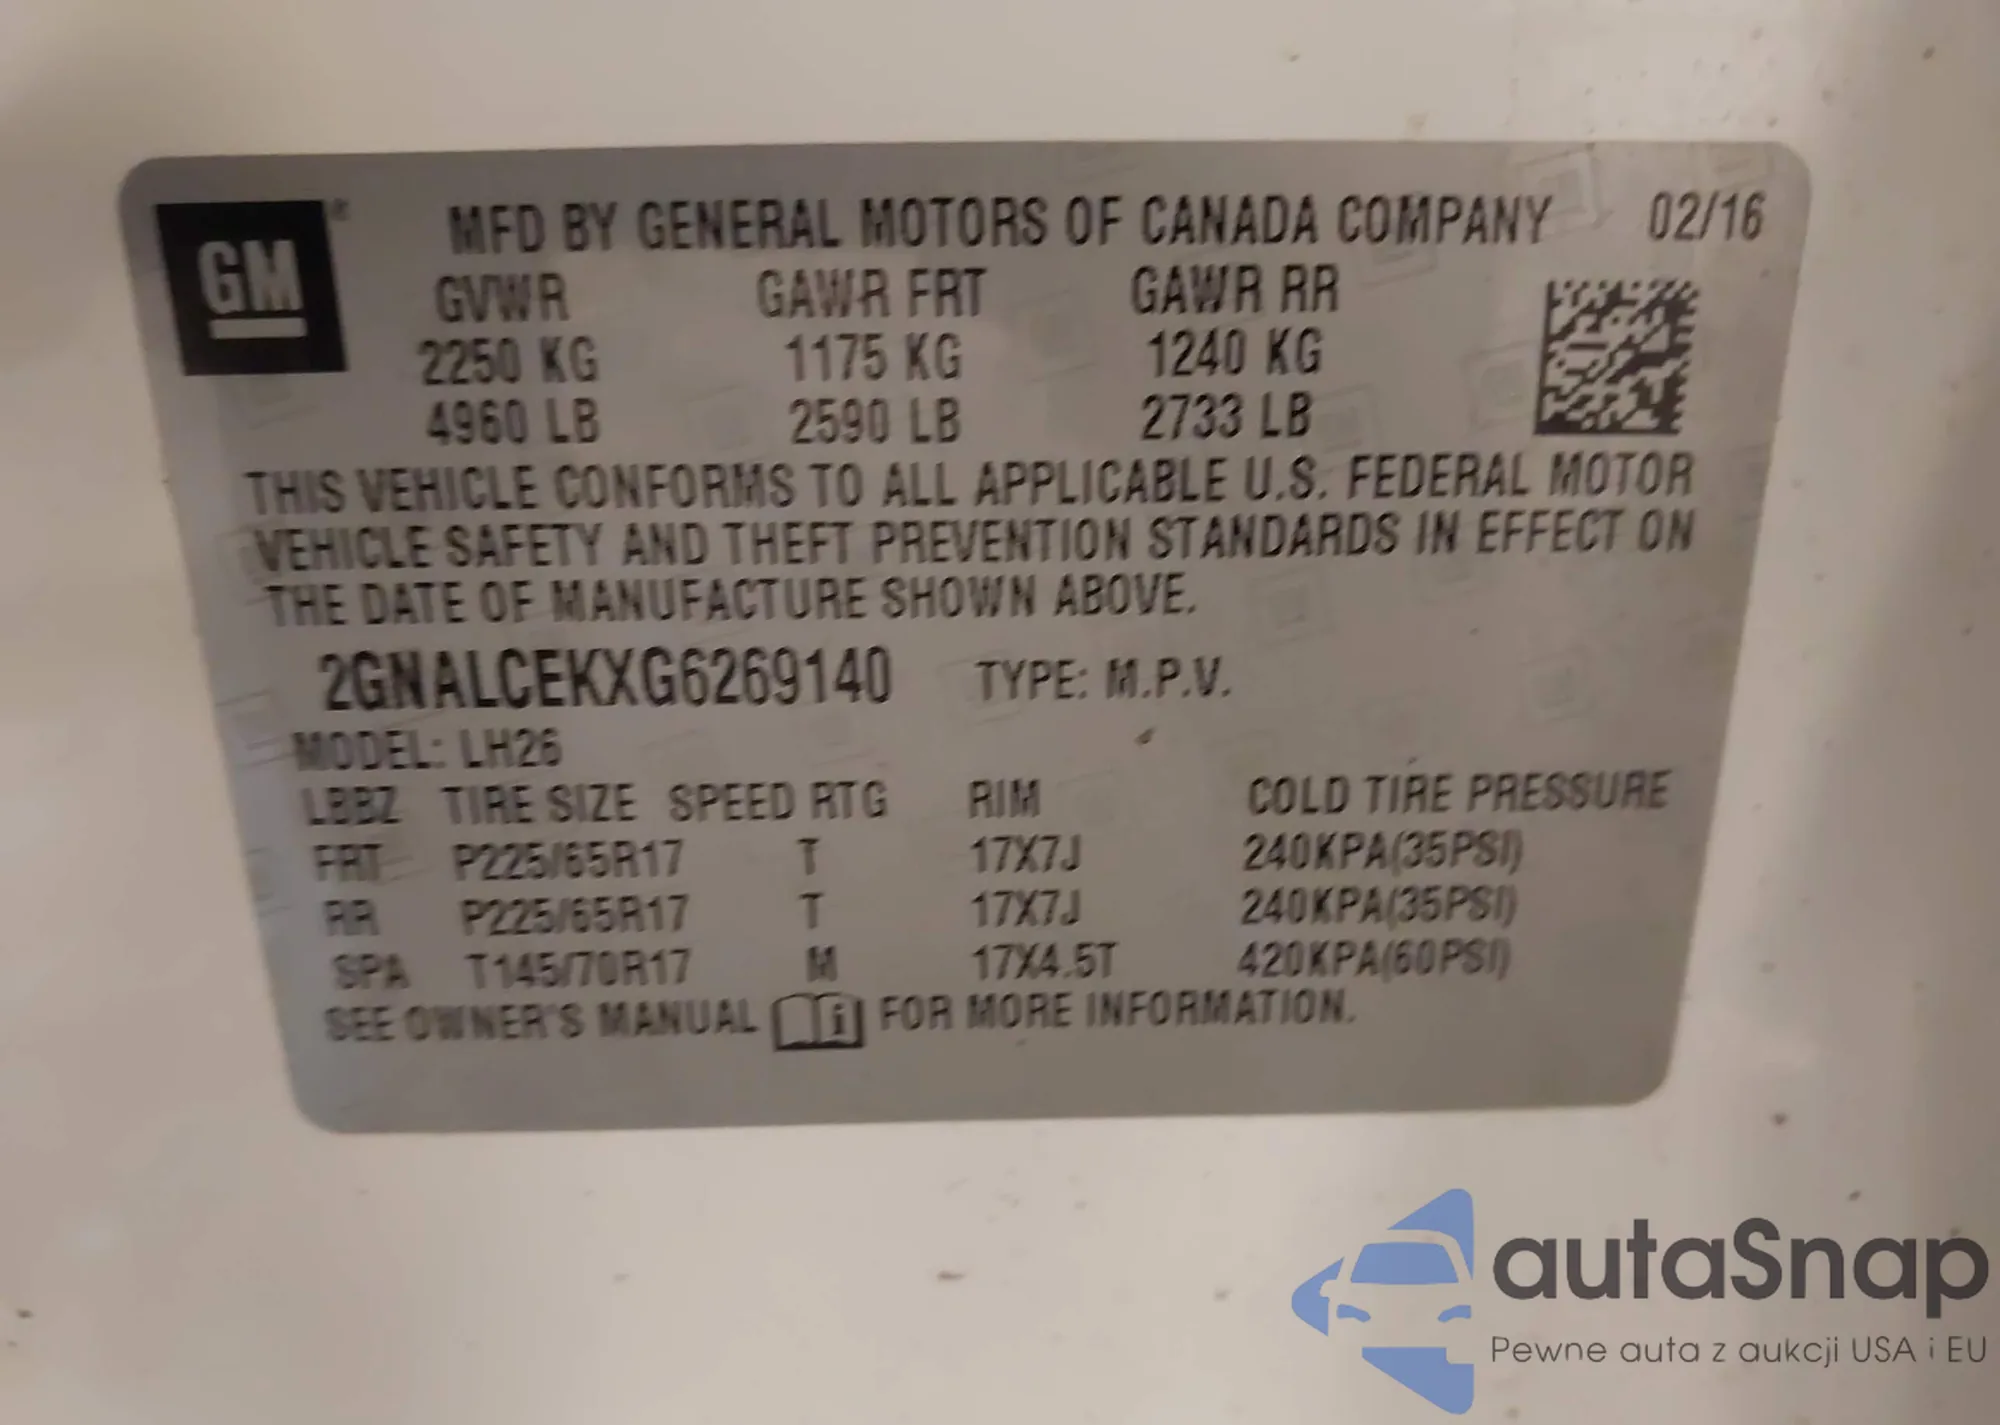 GM
MFD BY GENERAL MOTORS OF CANADA COMPANY 02/16
GVWR GAWR FRT GAWR RR
2250 KG 1175 KG 1240 KG
4960 LB 2590 LB 2733 LB
THIS VEHICLE CONFORMS TO ALL APPLICABLE U.S. FEDERAL MOTOR
VEHICLE SAFETY AND THEFT PREVENTION STANDARDS IN EFFECT ON
THE DATE OF MANUFACTURE SHOWN ABOVE.
2GNALCEKXG6269140 TYPE: M.P.V.
MODEL: LH26
LBBZ TIRE SIZE SPEED RTG RIM COLD TIRE PRESSURE
FRT P225/65R17 T 17X7J 240KPA(35PSI)
RR P225/65R17 T 17X7J 240KPA(35PSI)
SPA T145/70R17 M 17X4.5T 420KPA(60PSI)
SEE OWNER'S MANUAL i FOR MORE INFORMATION.
autaSnap
Pewne auta z aukcji USA i EU